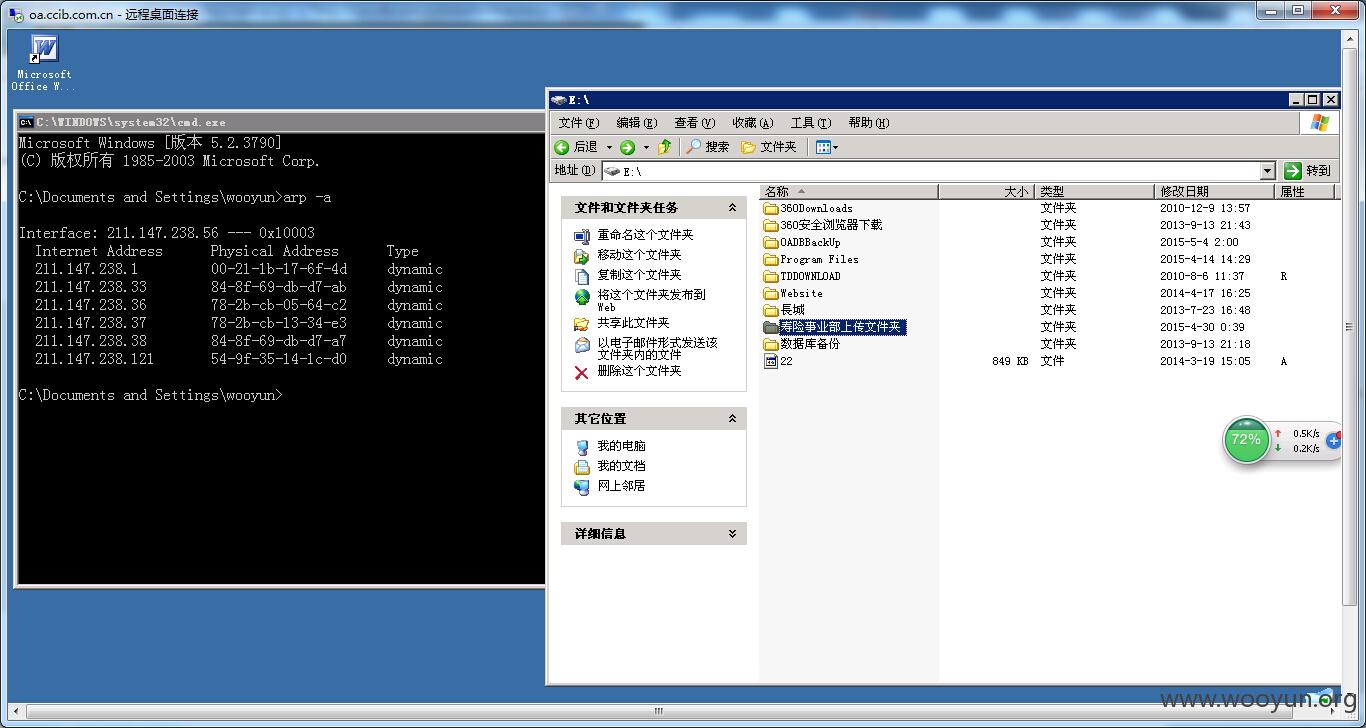 oa.ccib.com.cn - 远程桌面连接
Microsoft
Office W...
C:\WINDOWS\system32\cmd.exe
Microsoft Windows [版本 5.2.3790]
(C) 版权所有 1985-2003 Microsoft Corp.
C:\Documents and Settings\wooyun>arp -a
Interface: 211.147.238.56 --- 0x10003
Internet Address Physical Address Type
211.147.238.1 00-21-1b-17-6f-4d dynamic
211.147.238.33 84-8f-69-db-d7-ab dynamic
211.147.238.36 78-2b-cb-05-64-c2 dynamic
211.147.238.37 78-2b-cb-13-34-e3 dynamic
211.147.238.38 84-8f-69-db-d7-a7 dynamic
211.147.238.121 54-9f-35-14-1c-d0 dynamic
C:\Documents and Settings\wooyun>
E:\
文件(F) 编辑(E) 查看(V) 收藏(A) 工具(T) 帮助(H)
后退 搜索 文件夹
地址(D) E:\ 转到
文件和文件夹任务
重命名这个文件夹
移动这个文件夹
复制这个文件夹
将这个文件夹发布到
Web
共享此文件夹
以电子邮件形式发送该
文件夹内的文件
删除这个文件夹
其它位置
我的电脑
我的文档
网上邻居
详细信息
名称 大小 类型 修改日期 属性
360Downloads 文件夹 2010-12-9 13:57
360安全浏览器下载 文件夹 2013-9-13 21:43
OADBBackUp 文件夹 2015-5-4 2:00
Program Files 文件夹 2015-4-14 14:29
TDDOWNLOAD 文件夹 2010-8-6 11:37 R
Website 文件夹 2014-4-17 16:25
長城 文件夹 2013-7-23 16:48
寿险事业部上传文件夹 文件夹 2015-4-30 0:39
数据库备份 文件夹 2013-9-13 21:18
22 849 KB 文件 2014-3-19 15:05 A
72%
0.5K/s
0.2K/s
www.wooyun.org